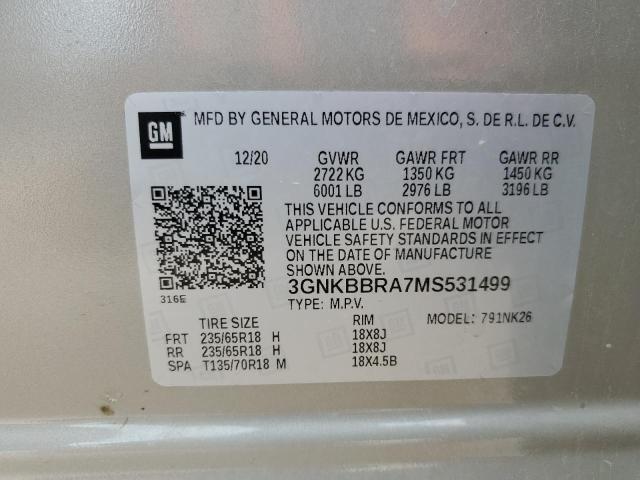 GM
MFD BY GENERAL MOTORS DE MEXICO, S. DE R.L. DE C.V.
12/20 GVWR GAWR FRT GAWR RR
2722 KG 1350 KG 1450 KG
6001 LB 2976 LB 3196 LB
THIS VEHICLE CONFORMS TO ALL
APPLICABLE U.S. FEDERAL MOTOR
VEHICLE SAFETY STANDARDS IN EFFECT
ON THE DATE OF MANUFACTURE
3GNKBBRA7MS531499
316E
TYPE: M.P.V.
TIRE SIZE RIM MODEL: 791NK26
FRT 235/65R18 H 18X8J
RR 235/65R18 H 18X8J
SPA T135/70R18 M 18X4.5B